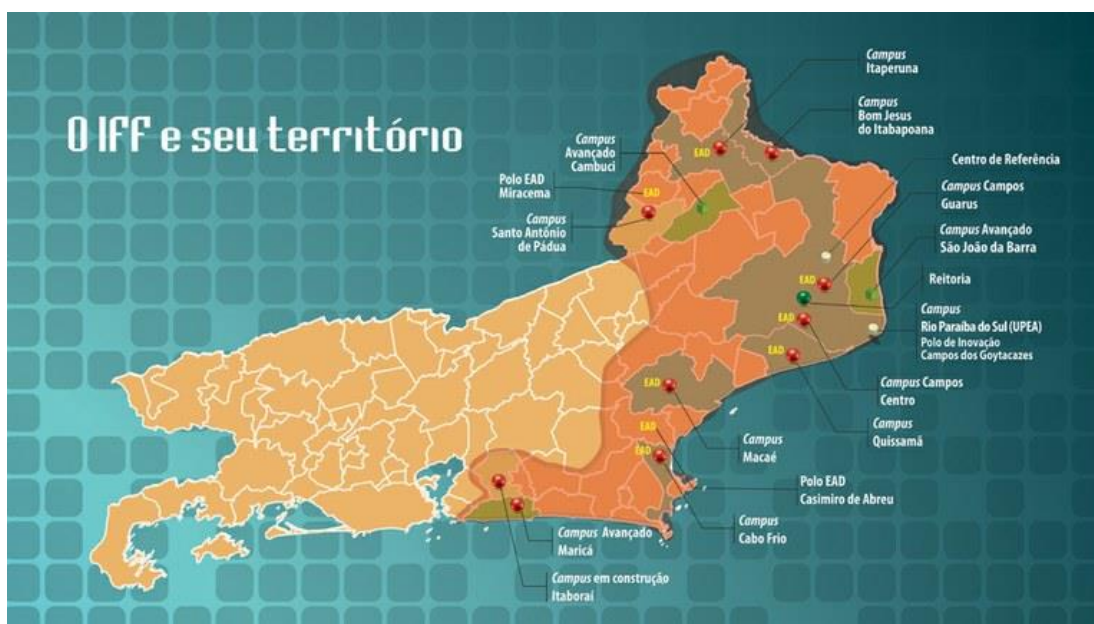 O IFF e seu território
Campus
Itaperuna
Campus
Bom Jesus
do Itabapoana
Campus
Avançado
Cambuci
Polo EAD
Miracema
Campus
Santo Antônio
de Pádua
Centro de Referência
Campus Campos
Guarus
Campus Avançado
São João da Barra
Reitoria
Campus
Rio Paraíba do Sul (UPEA)
Polo de Inovação
Campos dos Goytacazes
Campus Campos
Centro
Campus
Quissamã
Campus
Macaé
Polo EAD
Casimiro de Abreu
Campus
Cabo Frio
Campus Avançado
Maricá
Campus em construção
Itaboraí
EAD
EAD
EAD
EAD
EAD
EAD
EAD
EAD